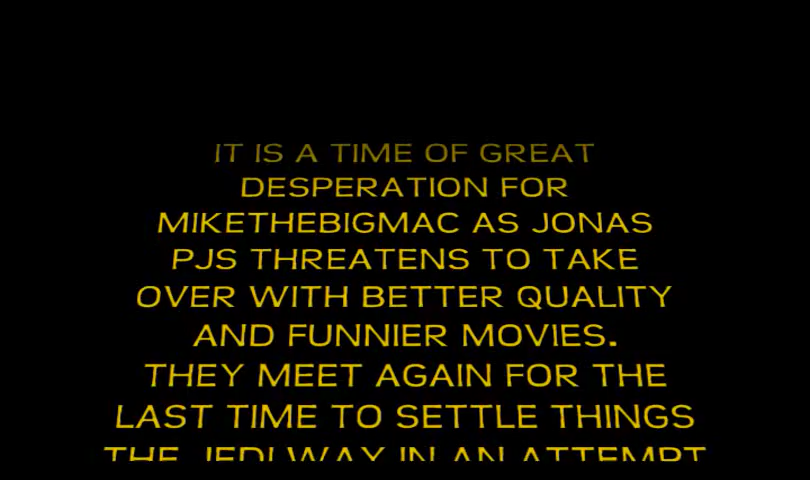 IT IS A TIME OF GREAT
DESPERATION FOR
MIKETHEBIGMAC AS JONAS
PJS THREATENS TO TAKE
OVER WITH BETTER QUALITY
AND FUNNIER MOVIES.
THEY MEET AGAIN FOR THE
LAST TIME TO SETTLE THINGS
THE JEDI WAY IN AN ATTEMPT